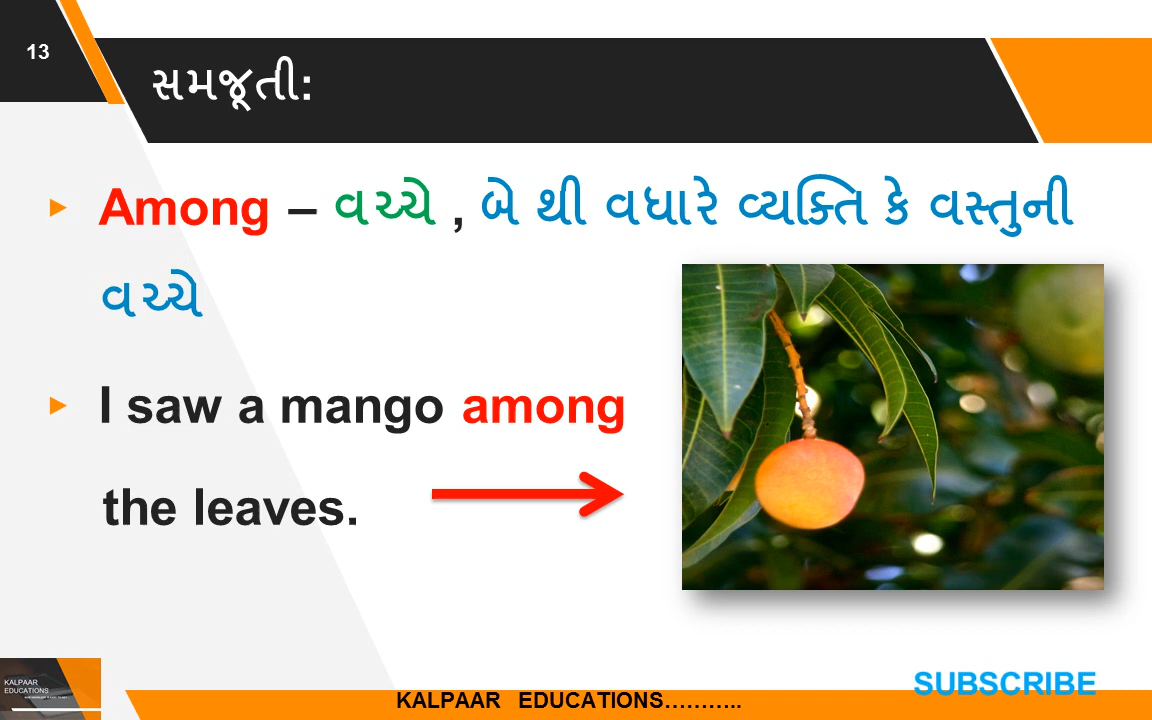 13
સમજૂતી:
Among – વચ્ચે , બે થી વધારે વ્યક્તિ કે વસ્તુની
વચ્ચે
I saw a mango among
the leaves.
KALPAAR
EDUCATIONS
KALPAAR EDUCATIONS………..
SUBSCRIBE